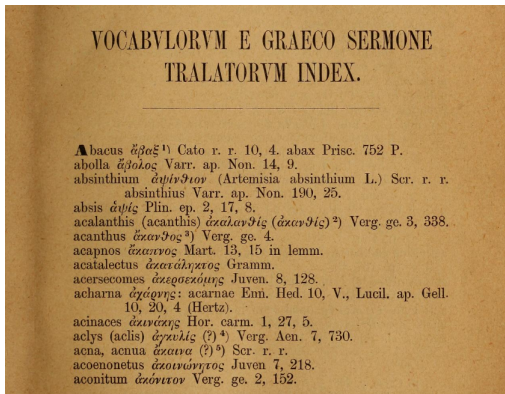 VOCABVLORVM E GRAECO SERMONE
TRALATORVM INDEX.
Abacus ἄβαξ ¹) Cato r. r. 10, 4. abax Prisc. 752 P.
abolla ἄβολος Varr. ap. Non. 14, 9.
absinthium ἀψίνϑιον (Artemisia absinthium L.) Scr. r. r.
absinthius Varr. ap. Non. 190, 25.
absis ἁψίς Plin. ep. 2, 17, 8.
acalanthis (acanthis) ἀκαλανϑίς (ἀκανϑίς) ²) Verg. ge. 3, 338.
acanthus ἄκανϑος ³) Verg. ge. 4.
acapnos ἄκαπνος Mart. 13, 15 in lemm.
acatalectus ἀκατάληκτος Gramm.
acersecomes ἀκερσεκόμης Juven. 8, 128.
acharna ἀχάρνης: acarnae Enn. Hed. 10, V., Lucil. ap. Gell.
10, 20, 4 (Hertz).
acinaces ἀκινάκης Hor. carm. 1, 27, 5.
aclys (aclis) ἀγκυλίς (?) ⁴) Verg. Aen. 7, 730.
acna, acnua ἄκαινα (?) ⁵) Scr. r. r.
acoenonetus ἀκοινώνητος Juven 7, 218.
aconitum ἀκόνιτον Verg. ge. 2, 152.